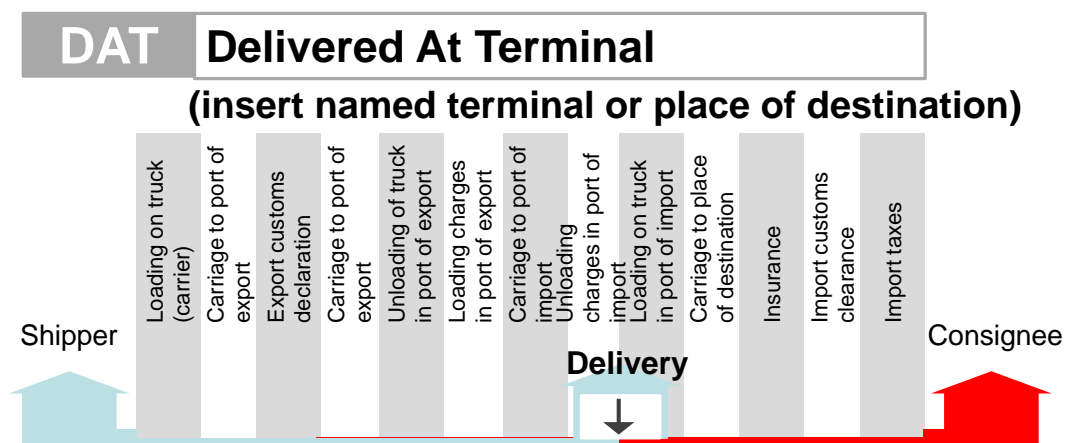 DAT
Delivered At Terminal
(insert named terminal or place of destination)
Loading on truck
(carrier)
Carriage to port of
export
Export customs
declaration
Carriage to port of
export
Unloading of truck
in port of export
Loading charges
in port of export
Carriage to port of
import
Unloading
charges in port of
import
Loading on truck
in port of import
Carriage to place
of destination
Insurance
Import customs
clearance
Import taxes
Shipper
Consignee
Delivery